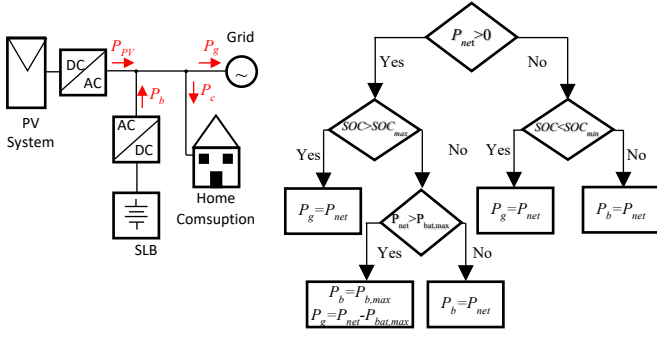 P_PV
P_g
Grid
DC
AC
~
PV
System
P_b
P_c
AC
DC
Home
Comsuption
SLB
P_net>0
Yes
No
SOC>SOC_max
SOC<SOC_min
Yes
No
Yes
No
P_g=P_net
P_net>P_bat,max
P_g=P_net
P_b=P_net
Yes
No
P_b=P_b,max
P_g=P_net-P_bat,max
P_b=P_net